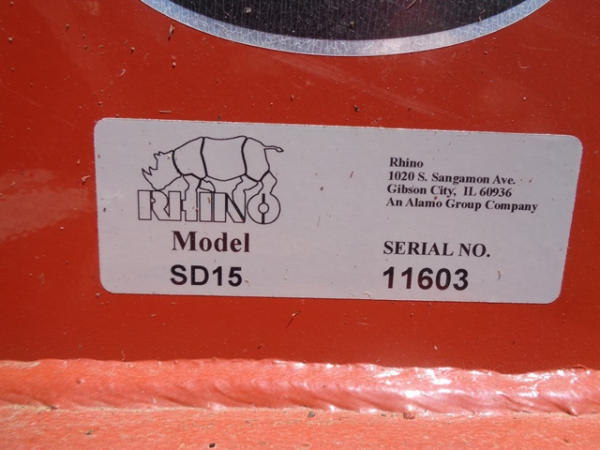 RHINO
Model
SD15
Rhino
1020 S. Sangamon Ave.
Gibson City, IL 60936
An Alamo Group Company
SERIAL NO.
11603